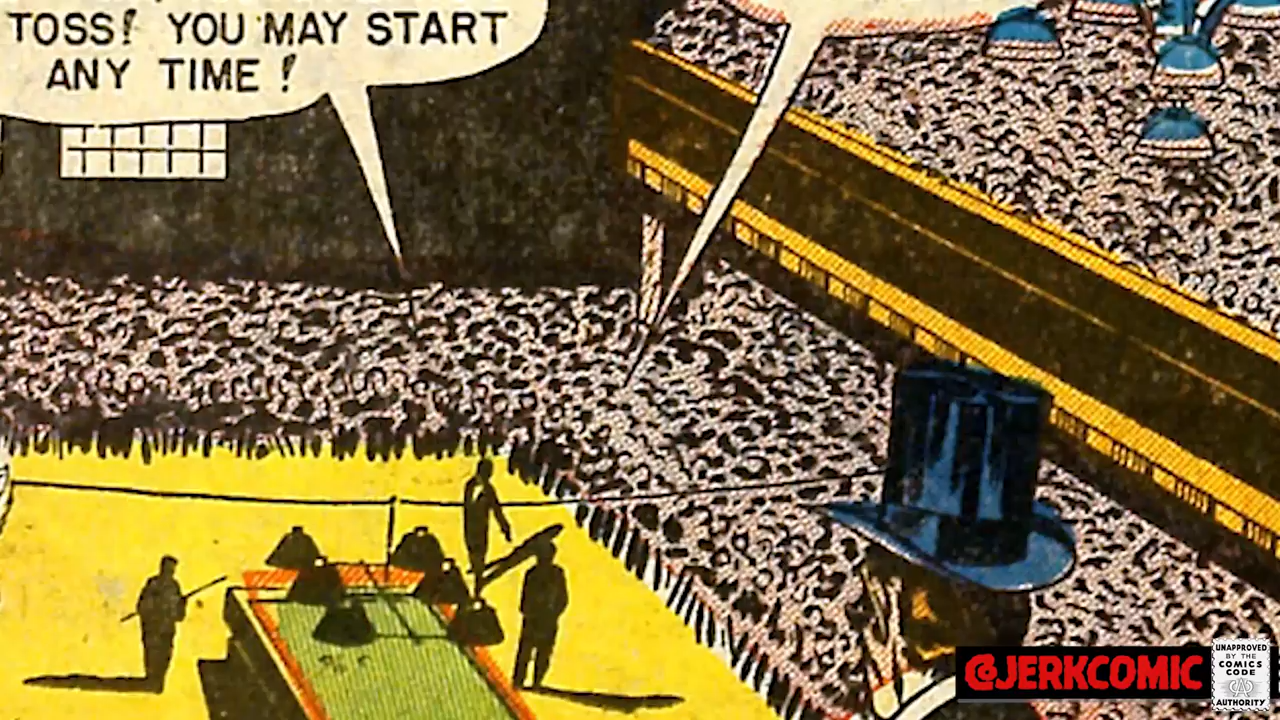 TOSS! YOU MAY START
ANY TIME!
@JERKCOMIC
UNAPPROVED
BY THE
COMICS
CODE
AUTHORITY